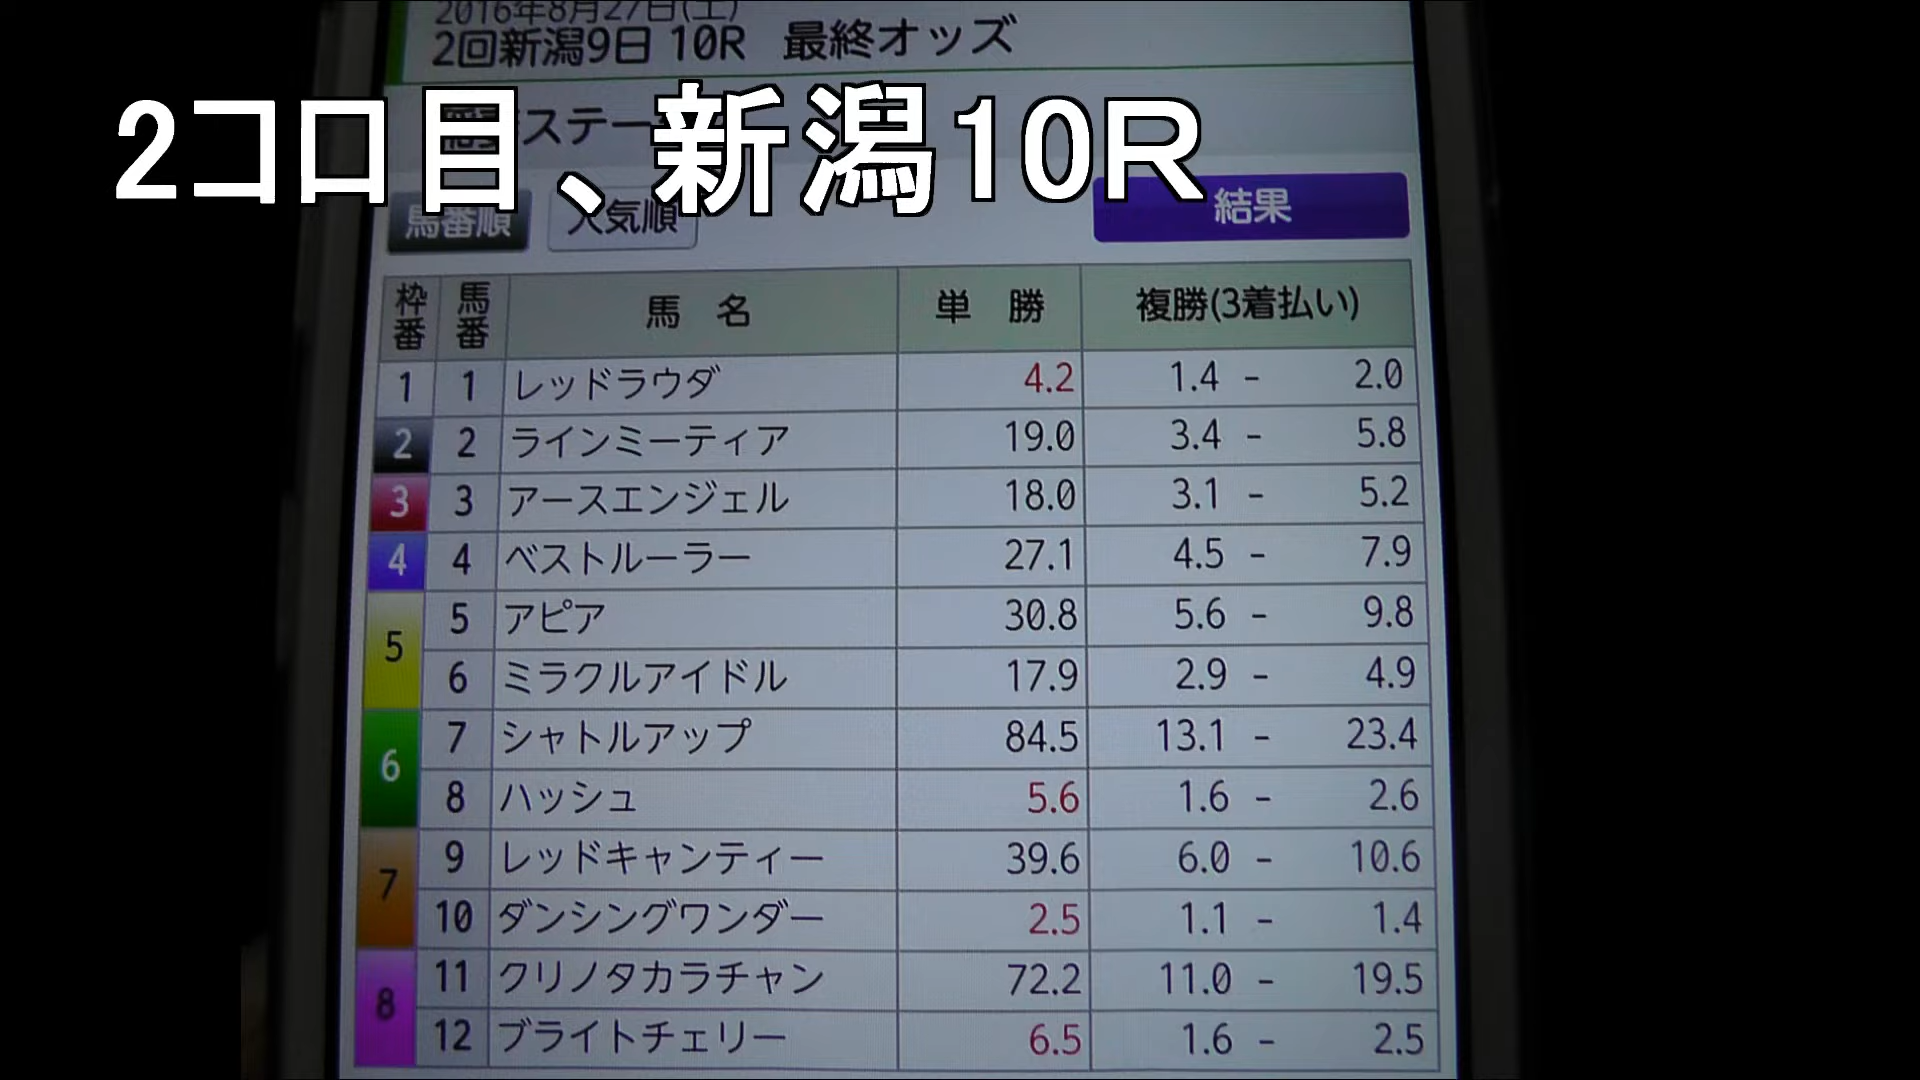 2016年8月27日(土)
2回新潟9日 10R 最終オッズ
ステー
2コロ目、新潟10R
馬番順 人気順 結果
枠番 馬番 馬 名 単 勝 複勝(3着払い)
1 1 レッドラウダ 4.2 1.4 - 2.0
2 2 ラインミーティア 19.0 3.4 - 5.8
3 3 アースエンジェル 18.0 3.1 - 5.2
4 4 ベストルーラー 27.1 4.5 - 7.9
5 5 アピア 30.8 5.6 - 9.8
6 ミラクルアイドル 17.9 2.9 - 4.9
6 7 シャトルアップ 84.5 13.1 - 23.4
8 ハッシュ 5.6 1.6 - 2.6
7 9 レッドキャンティー 39.6 6.0 - 10.6
10 ダンシングワンダー 2.5 1.1 - 1.4
8 11 クリノタカラチャン 72.2 11.0 - 19.5
12 ブライトチェリー 6.5 1.6 - 2.5